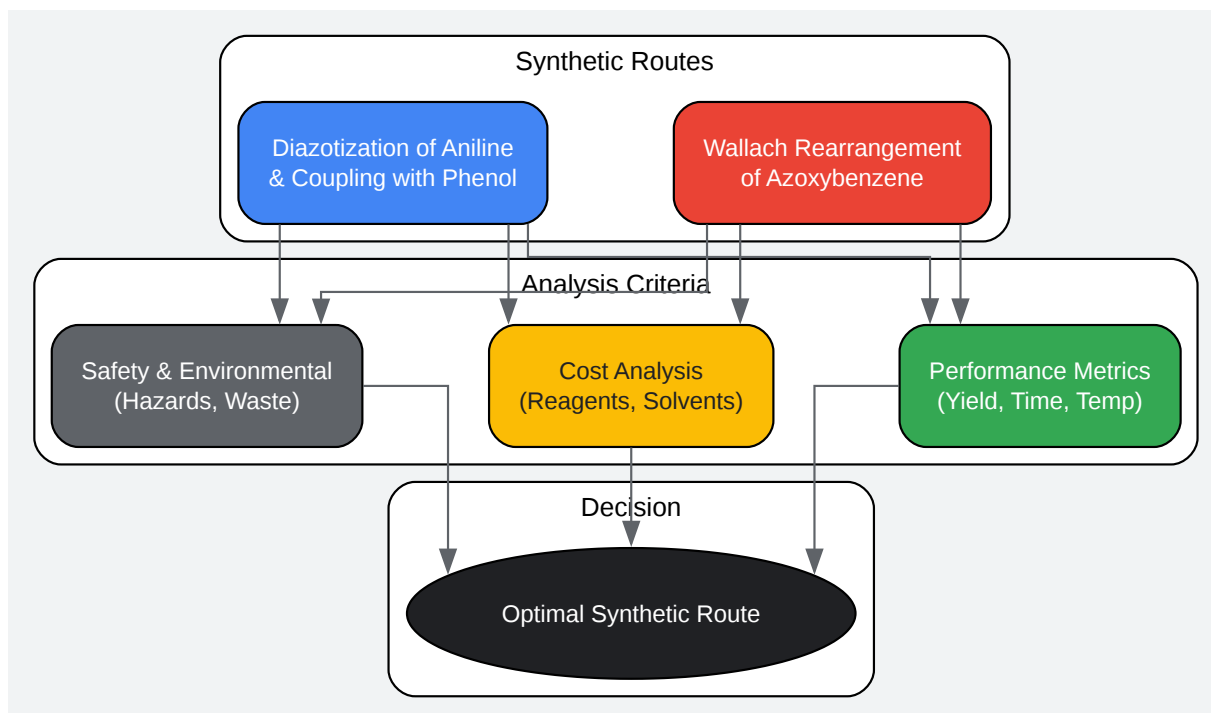 Synthetic Routes
Diazotization of Aniline
& Coupling with Phenol
Wallach Rearrangement
of Azoxybenzene
Analysis Criteria
Safety & Environmental
(Hazards, Waste)
Cost Analysis
(Reagents, Solvents)
Performance Metrics
(Yield, Time, Temp)
Decision
Optimal Synthetic Route